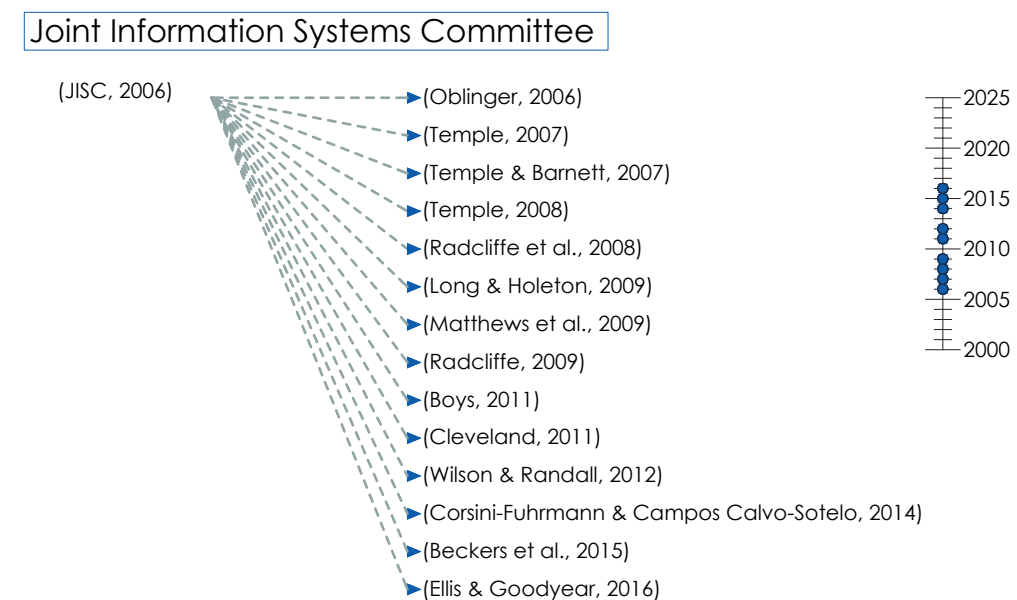 Joint Information Systems Committee
(JISC, 2006)
(Oblinger, 2006)
(Temple, 2007)
(Temple & Barnett, 2007)
(Temple, 2008)
(Radcliffe et al., 2008)
(Long & Holeton, 2009)
(Matthews et al., 2009)
(Radcliffe, 2009)
(Boys, 2011)
(Cleveland, 2011)
(Wilson & Randall, 2012)
(Corsini-Fuhrmann & Campos Calvo-Sotelo, 2014)
(Beckers et al., 2015)
(Ellis & Goodyear, 2016)
2025
2020
2015
2010
2005
2000